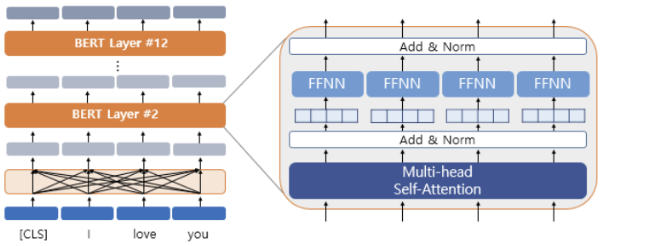 BERT Layer #12
⋮
BERT Layer #2
[CLS] I love you
Add & Norm
FFNN FFNN FFNN FFNN
Add & Norm
Multi-head
Self-Attention